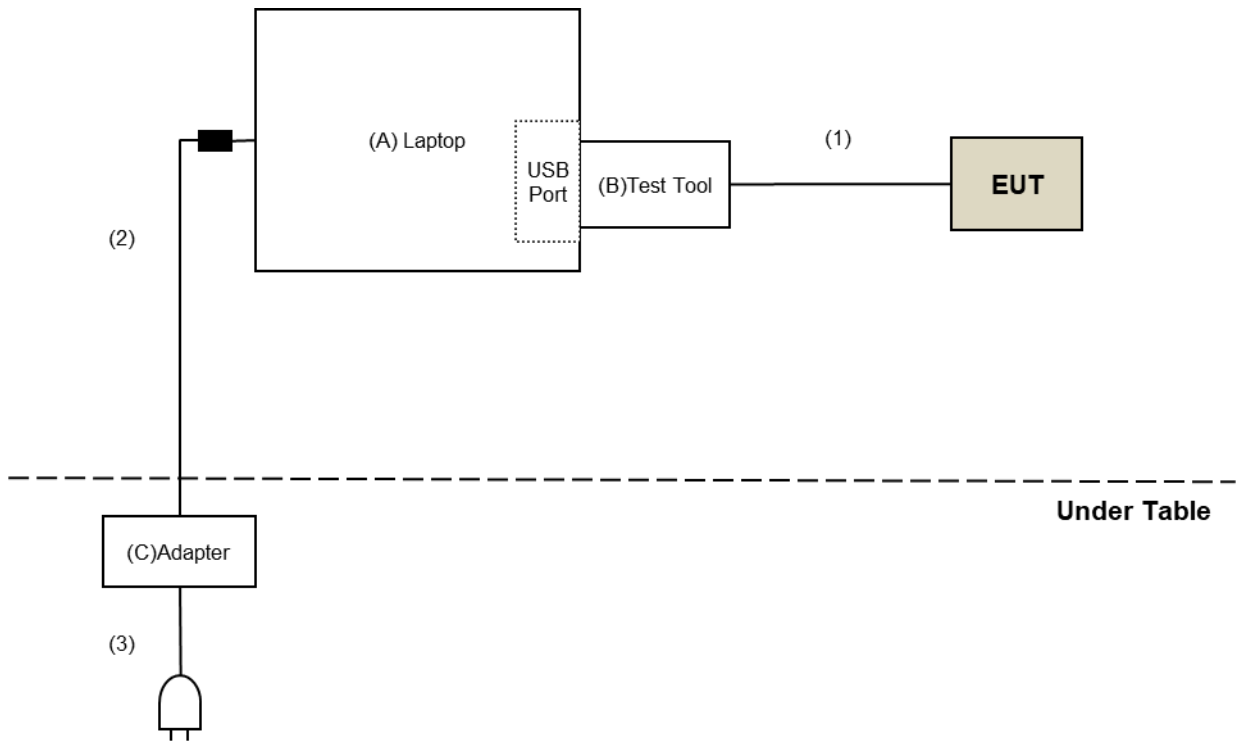 (1)
(A) Laptop
USB
Port
(B)Test Tool
EUT
(2)
Under Table
(C)Adapter
(3)